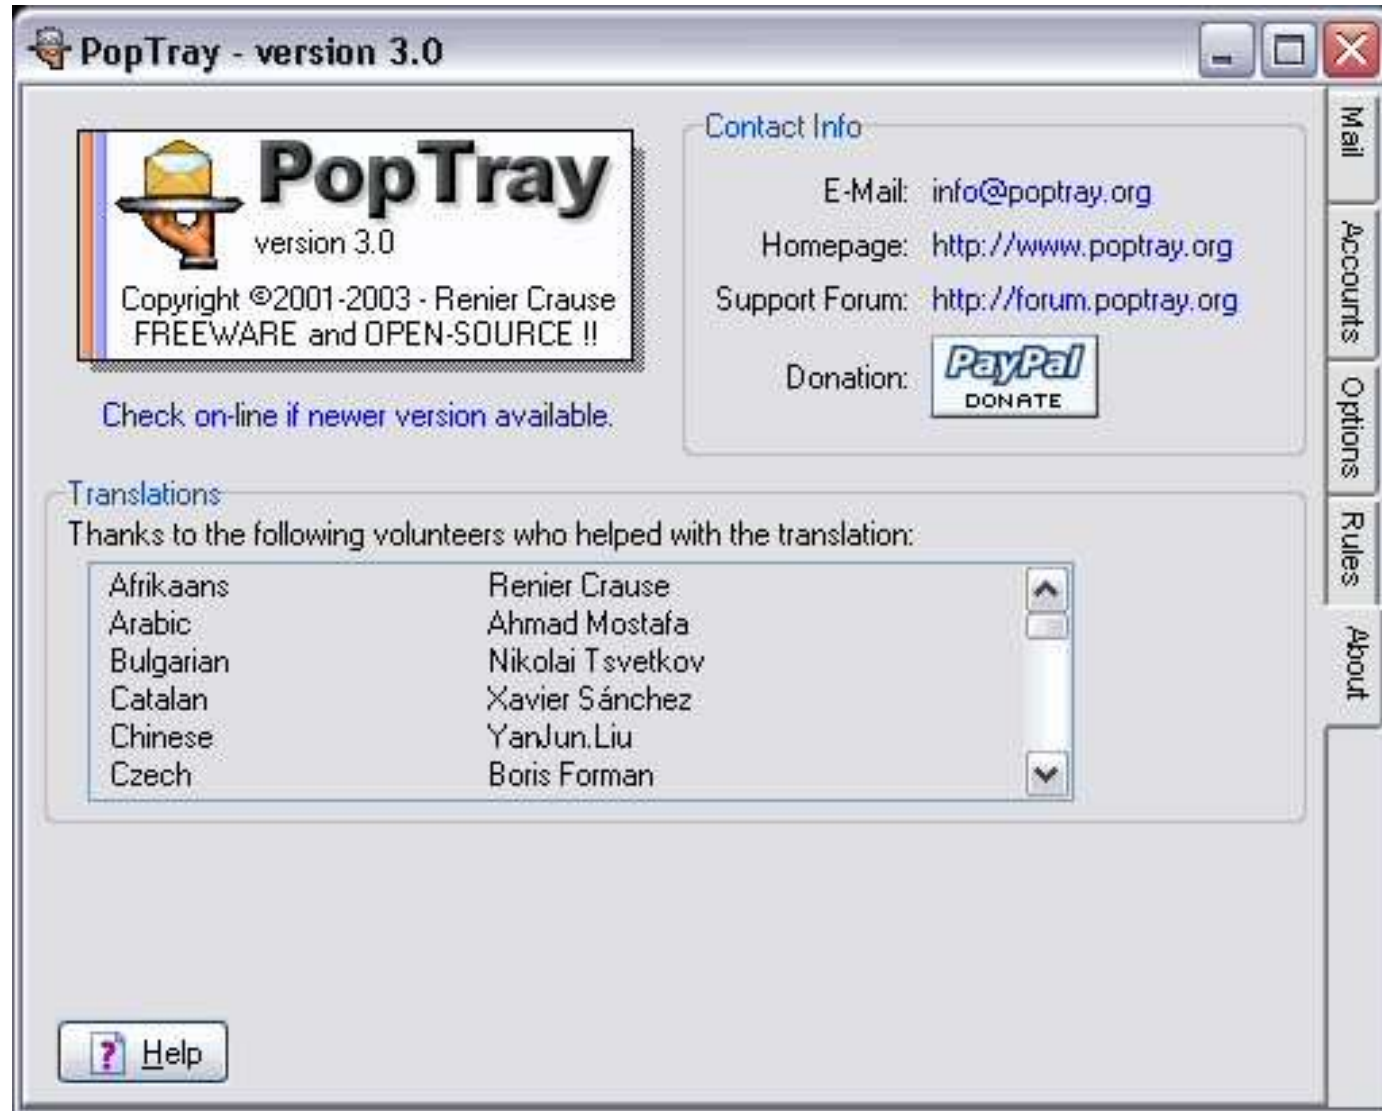 PopTray - version 3.0
PopTray
version 3.0
Copyright ©2001-2003 - Renier Crause
FREEWARE and OPEN-SOURCE !!
Check on-line if newer version available.
Contact Info
E-Mail: info@poptray.org
Homepage: http://www.poptray.org
Support Forum: http://forum.poptray.org
Donation: PayPal
DONATE
Translations
Thanks to the following volunteers who helped with the translation:
Afrikaans Renier Crause
Arabic Ahmad Mostafa
Bulgarian Nikolai Tsvetkov
Catalan Xavier Sánchez
Chinese YanJun.Liu
Czech Boris Forman
Help
Mail
Accounts
Options
Rules
About